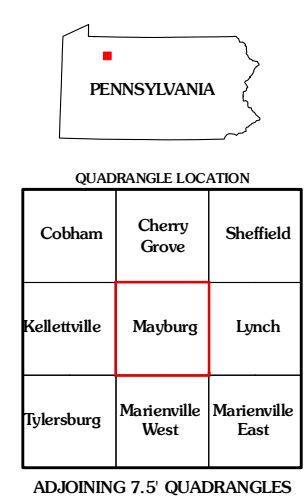 PENNSYLVANIA
QUADRANGLE LOCATION
Cobham
Cherry
Grove
Sheffield
Kellettville
Mayburg
Lynch
Tylersburg
Marienville
West
Marienville
East
ADJOINING 7.5' QUADRANGLES